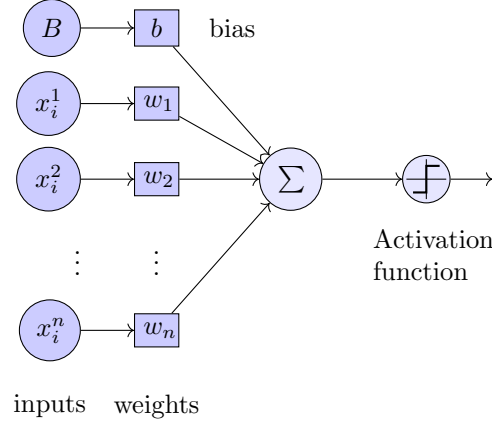 B b bias
x_i^1 w_1
x_i^2 w_2 Σ
Activation
function
⋮ ⋮
x_i^n w_n
inputs weights